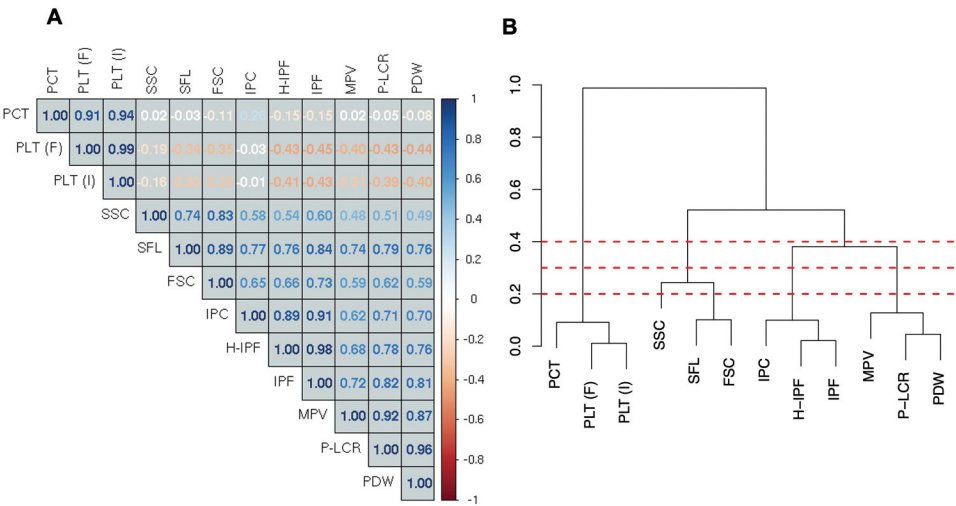 A
PCT PLT (F) PLT (I) SSC SFL FSC IPC H-IPF IPF MPV P-LCR PDW
PCT 1.00 0.91 0.94 0.02 -0.03 -0.11 0.26 -0.15 -0.15 0.02 -0.05 -0.08
PLT (F) 1.00 0.99 -0.19 -0.34 -0.35 -0.03 -0.43 -0.45 -0.40 -0.43 -0.44
PLT (I) 1.00 -0.16 -0.01 -0.41 -0.43 -0.39 -0.40
SSC 1.00 0.74 0.83 0.58 0.54 0.60 0.48 0.51 0.49
SFL 1.00 0.89 0.77 0.76 0.84 0.74 0.79 0.76
FSC 1.00 0.65 0.66 0.73 0.59 0.62 0.59
IPC 1.00 0.89 0.91 0.62 0.71 0.70
H-IPF 1.00 0.98 0.68 0.78 0.76
IPF 1.00 0.72 0.82 0.81
MPV 1.00 0.92 0.87
P-LCR 1.00 0.96
PDW 1.00
1
0.8
0.6
0.4
0.2
0
-0.2
-0.4
-0.6
-0.8
-1
B
1.0
0.8
0.6
0.4
0.2
0.0
PCT
PLT (F)
PLT (I)
SSC
SFL
FSC
IPC
H-IPF
IPF
MPV
P-LCR
PDW